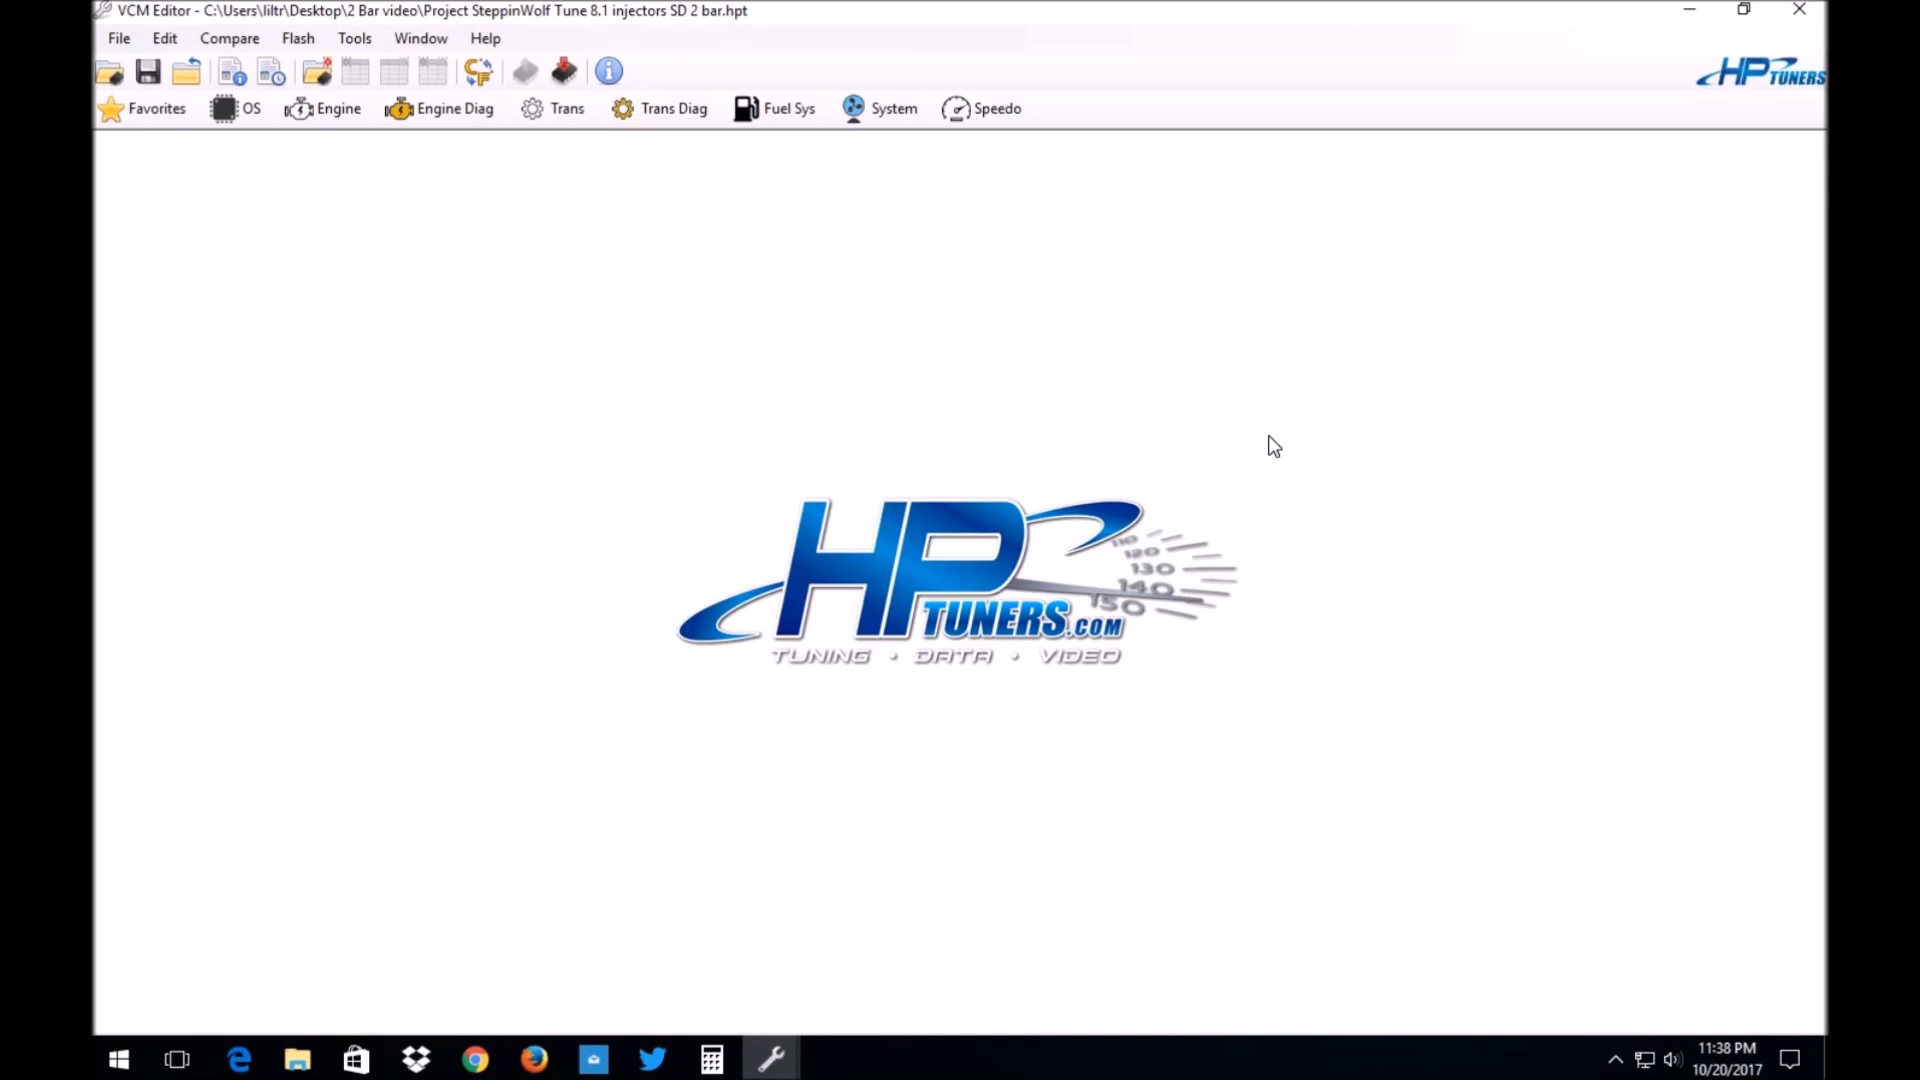 VCM Editor - C:\Users\liltr\Desktop\2 Bar video\Project SteppinWolf Tune 8.1 injectors SD 2 bar.hpt
File Edit Compare Flash Tools Window Help
HP TUNERS
Favorites OS Engine Engine Diag Trans Trans Diag Fuel Sys System Speedo
110
120
130
140
150
HP
TUNERS.COM
TUNING • DATA • VIDEO
11:38 PM
10/20/2017